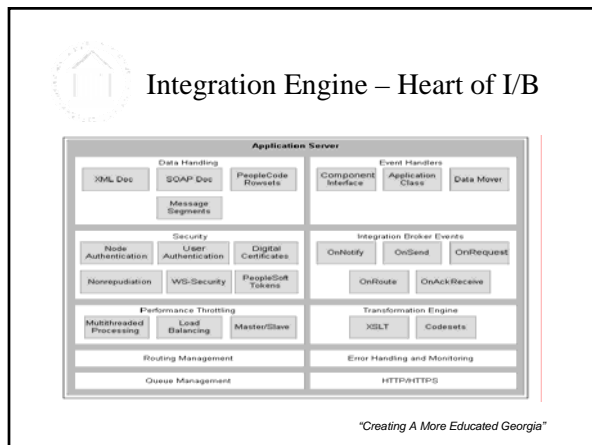 Integration Engine – Heart of I/B
Application Server
Data Handling
XML Doc
SOAP Doc
PeopleCode
Rowsets
Message
Segments
Event Handlers
Component
Interface
Application
Class
Data Mover
Security
Node
Authentication
User
Authentication
Digital
Certificates
Nonrepudiation
WS-Security
PeopleSoft
Tokens
Integration Broker Events
OnNotify
OnSend
OnRequest
OnRoute
OnAckReceive
Performance Throttling
Multithreaded
Processing
Load
Balancing
Master/Slave
Transformation Engine
XSLT
Codesets
Routing Management
Error Handling and Monitoring
Queue Management
HTTP/HTTPS
"Creating A More Educated Georgia"